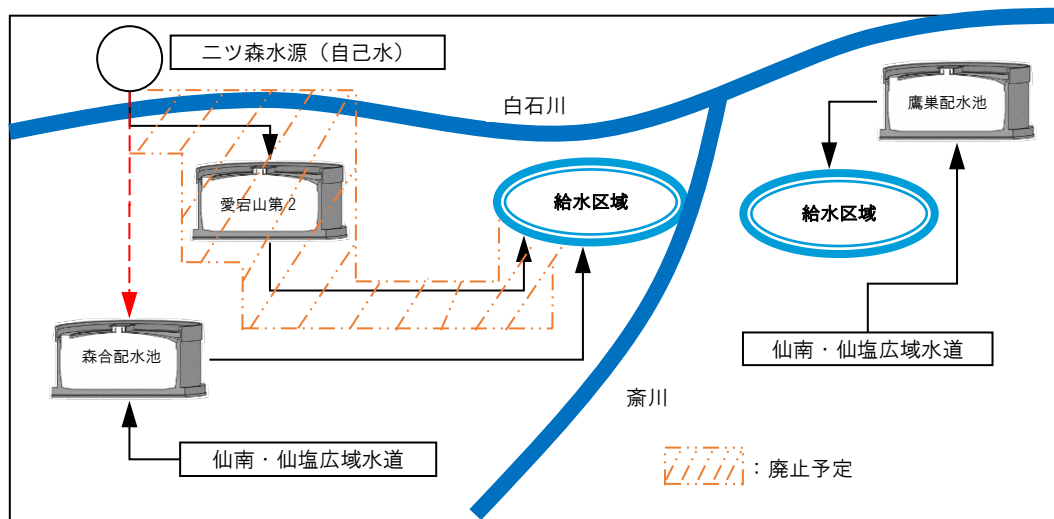 二ツ森水源（自己水）
白石川
鷹巣配水池
愛宕山第２
給水区域
給水区域
森合配水池
仙南・仙塩広域水道
斎川
仙南・仙塩広域水道
：廃止予定